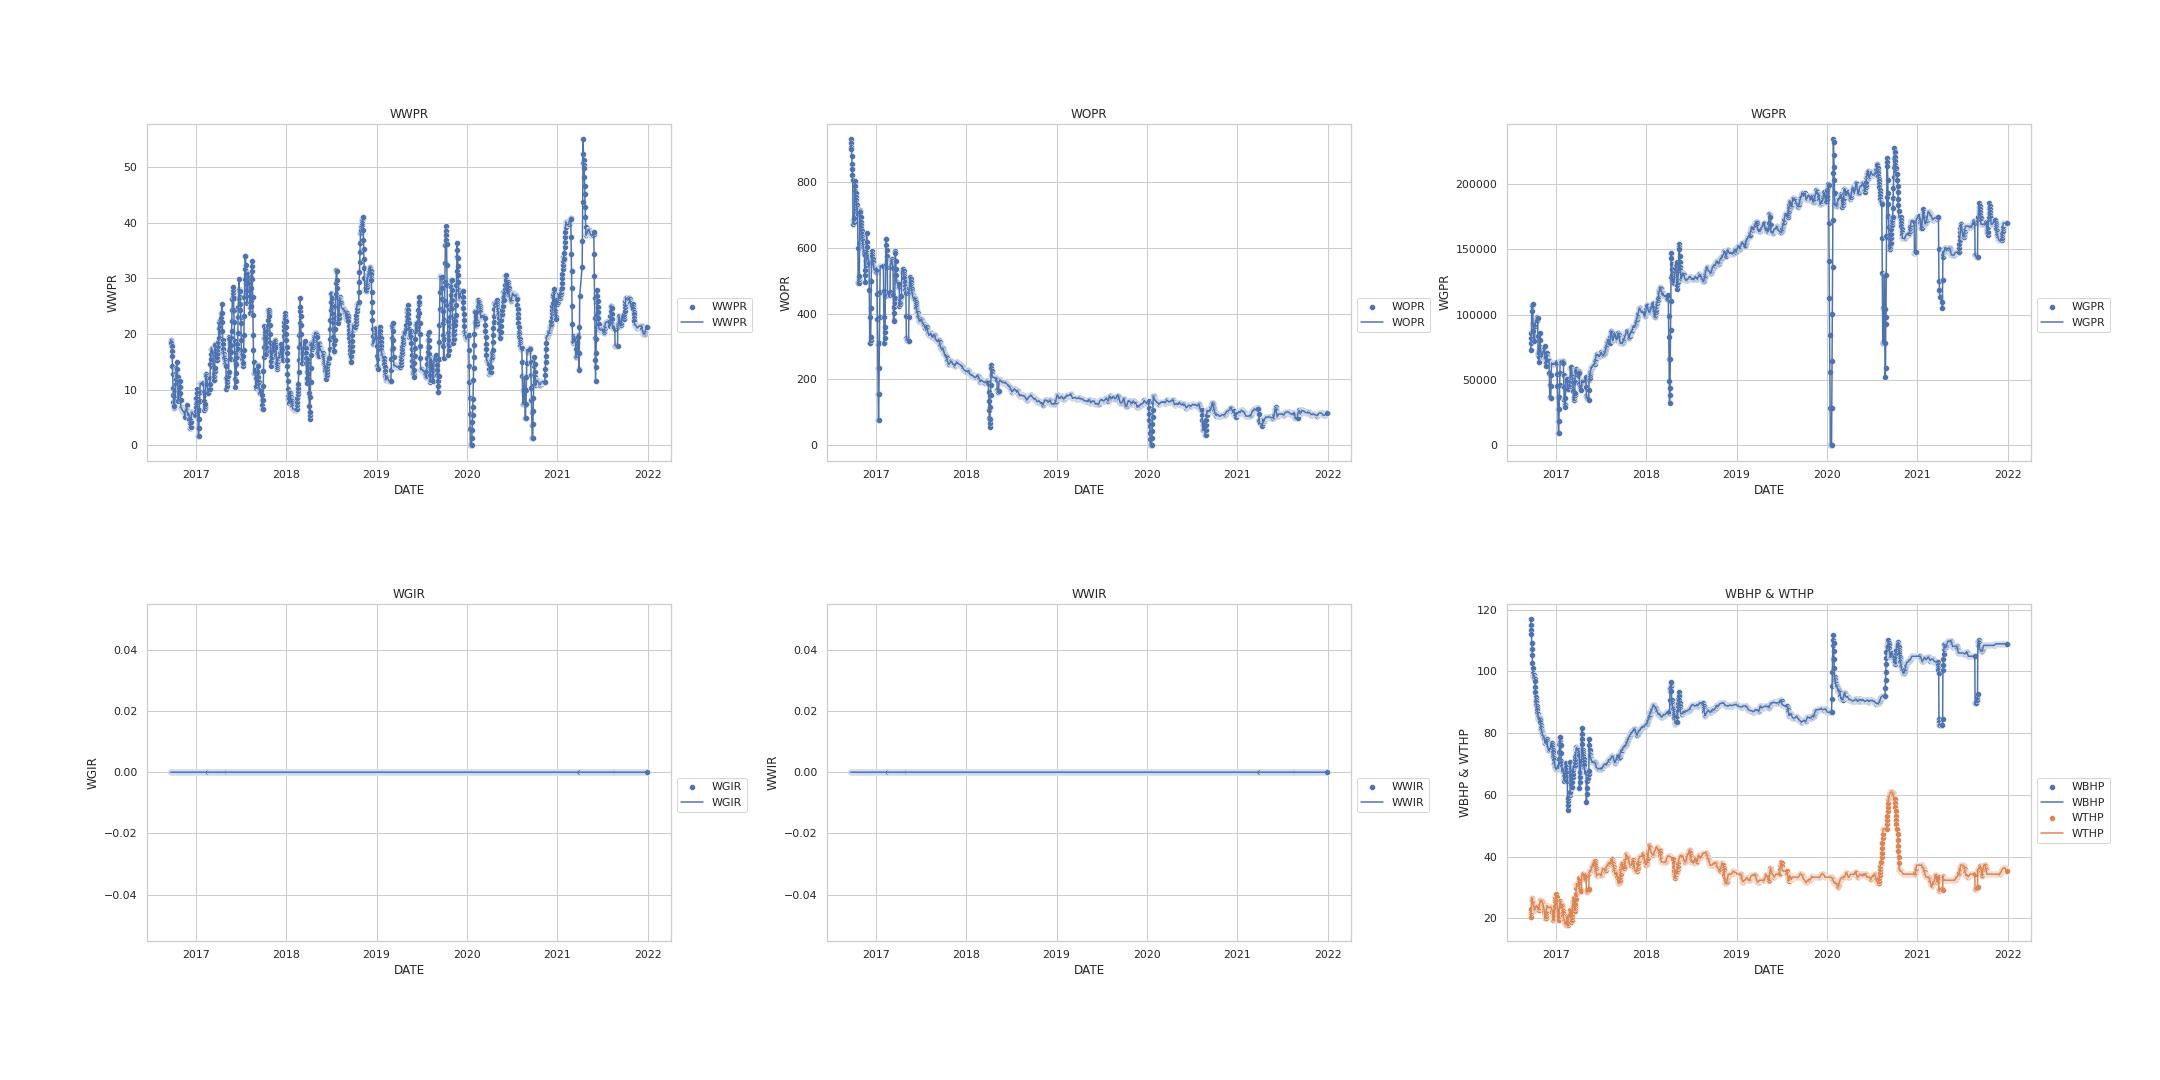 WWPR
WWPR
50
40
30
20
10
0
2017 2018 2019 2020 2021 2022
DATE
WWPR
WWPR
WOPR
WOPR
800
600
400
200
0
2017 2018 2019 2020 2021 2022
DATE
WOPR
WOPR
WGPR
WGPR
200000
150000
100000
50000
0
2017 2018 2019 2020 2021 2022
DATE
WGPR
WGPR
WGIR
WGIR
0.04
0.02
0.00
−0.02
−0.04
2017 2018 2019 2020 2021 2022
DATE
WGIR
WGIR
WWIR
WWIR
0.04
0.02
0.00
−0.02
−0.04
2017 2018 2019 2020 2021 2022
DATE
WWIR
WWIR
WBHP & WTHP
WBHP & WTHP
120
100
80
60
40
20
2017 2018 2019 2020 2021 2022
DATE
WBHP
WBHP
WTHP
WTHP